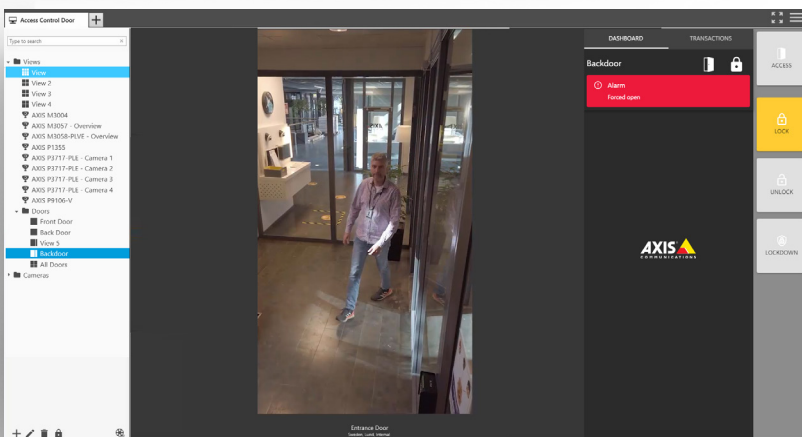 Access Control Door
Type to search
Views
View
View 2
View 3
View 4
AXIS M3004
AXIS M3057 - Overview
AXIS M3058-PLVE - Overview
AXIS P1355
AXIS P3717-PLE - Camera 1
AXIS P3717-PLE - Camera 2
AXIS P3717-PLE - Camera 3
AXIS P3717-PLE - Camera 4
AXIS P9106-V
Doors
Front Door
Back Door
View 5
Backdoor
All Doors
Cameras
Entrance Door
Sweden, Lund, Internal
DASHBOARD
TRANSACTIONS
Backdoor
Alarm
Forced open
AXIS
COMMUNICATIONS
ACCESS
LOCK
UNLOCK
LOCKDOWN